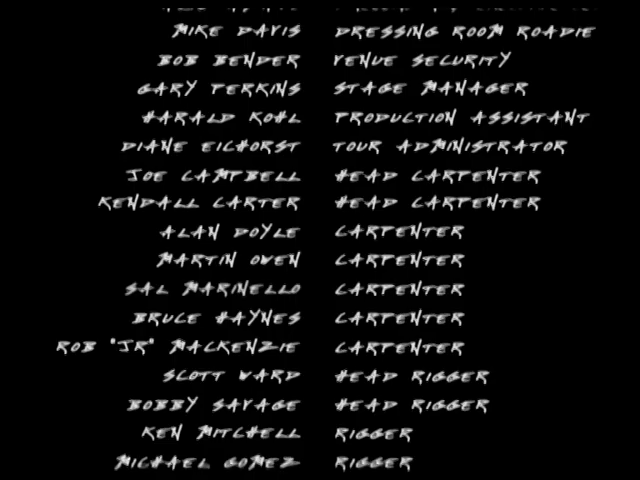 MIKE DAVIS DRESSING ROOM ROADIE
BOB BENDER VENUE SECURITY
GARY PERKINS STAGE MANAGER
HARALD KOHL PRODUCTION ASSISTANT
DIANE EICHORST TOUR ADMINISTRATOR
JOE CAMPBELL HEAD CARPENTER
KENDALL CARTER HEAD CARPENTER
ALAN DOYLE CARPENTER
MARTIN OWEN CARPENTER
SAL MARINELLO CARPENTER
BRUCE HAYNES CARPENTER
ROB "JR" MACKENZIE CARPENTER
SCOTT WARD HEAD RIGGER
BOBBY SAVAGE HEAD RIGGER
KEN MITCHELL RIGGER
MICHAEL GOMEZ RIGGER